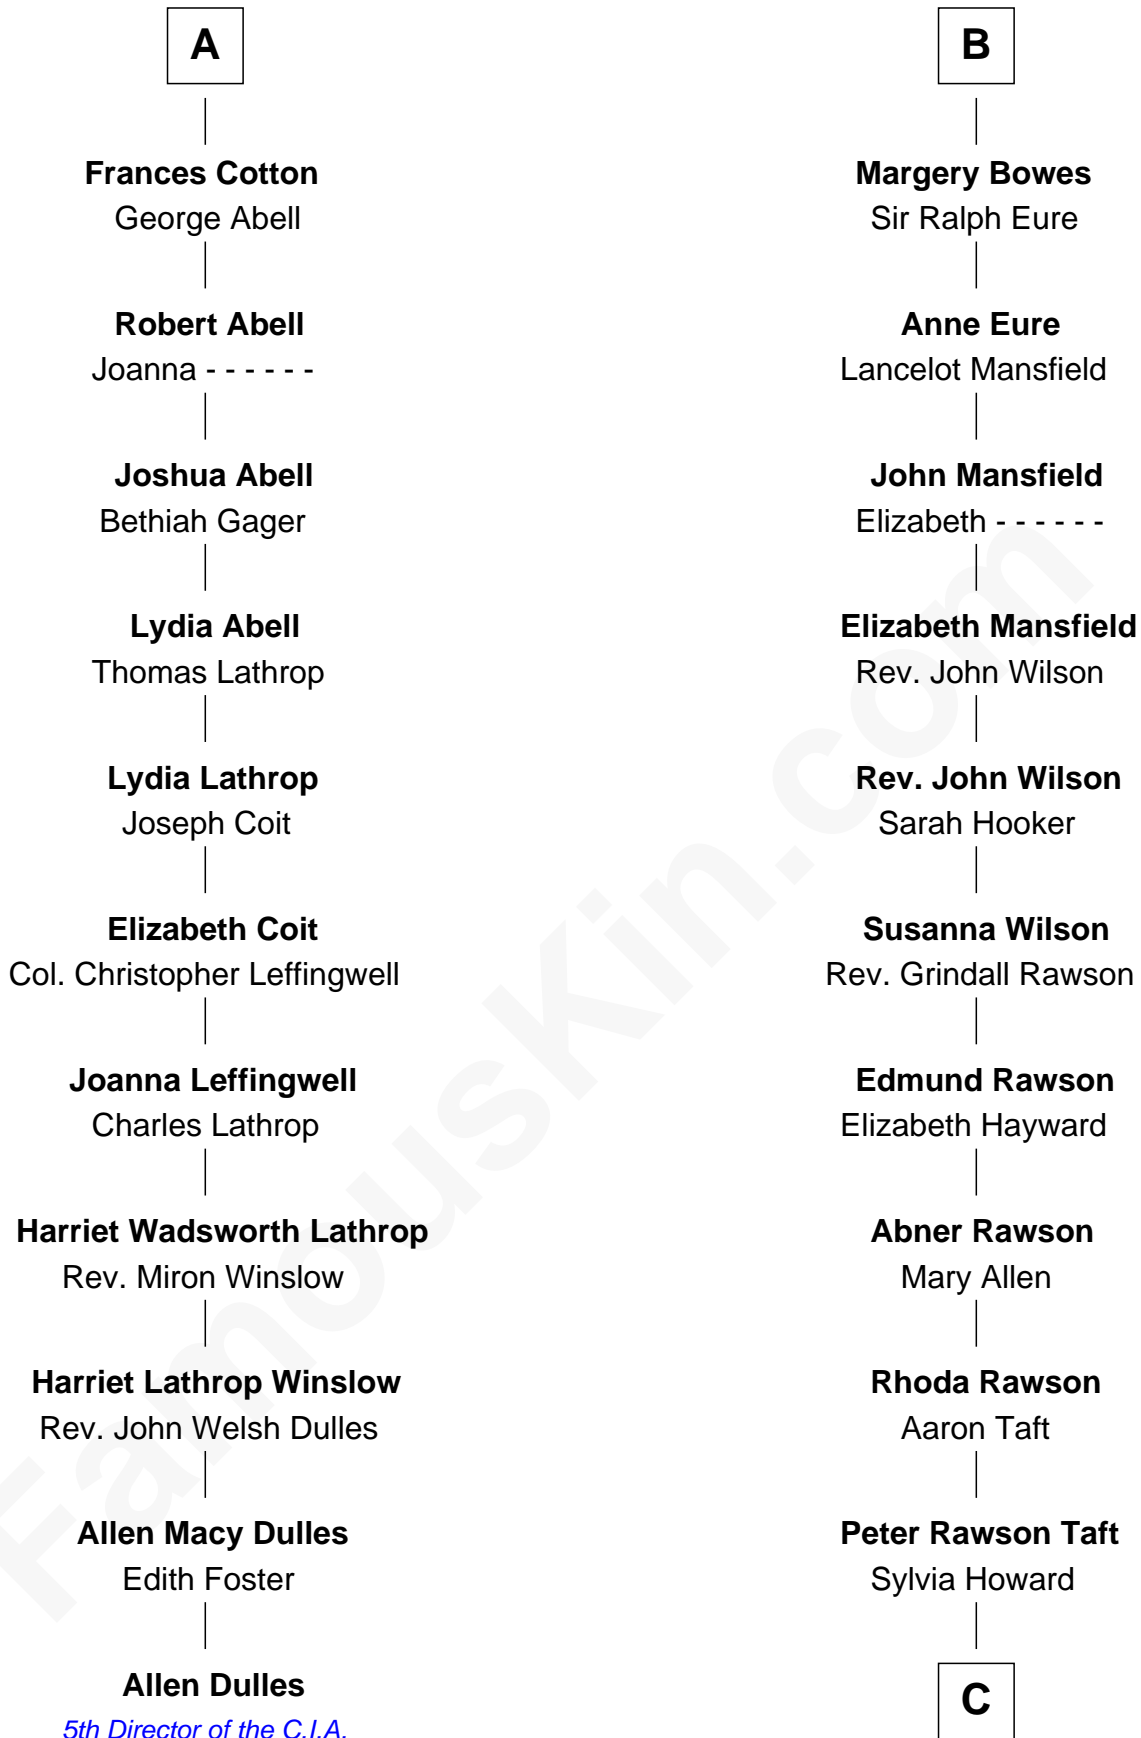 A
Frances Cotton
George Abell
Robert Abell
Joanna - - - - - -
Joshua Abell
Bethiah Gager
Lydia Abell
Thomas Lathrop
Lydia Lathrop
Joseph Coit
Elizabeth Coit
Col. Christopher Leffingwell
Joanna Leffingwell
Charles Lathrop
Harriet Wadsworth Lathrop
Rev. Miron Winslow
Harriet Lathrop Winslow
Rev. John Welsh Dulles
Allen Macy Dulles
Edith Foster
Allen Dulles
5th Director of the C.I.A.
B
Margery Bowes
Sir Ralph Eure
Anne Eure
Lancelot Mansfield
John Mansfield
Elizabeth - - - - - -
Elizabeth Mansfield
Rev. John Wilson
Rev. John Wilson
Sarah Hooker
Susanna Wilson
Rev. Grindall Rawson
Edmund Rawson
Elizabeth Hayward
Abner Rawson
Mary Allen
Rhoda Rawson
Aaron Taft
Peter Rawson Taft
Sylvia Howard
C
FamousKin.com